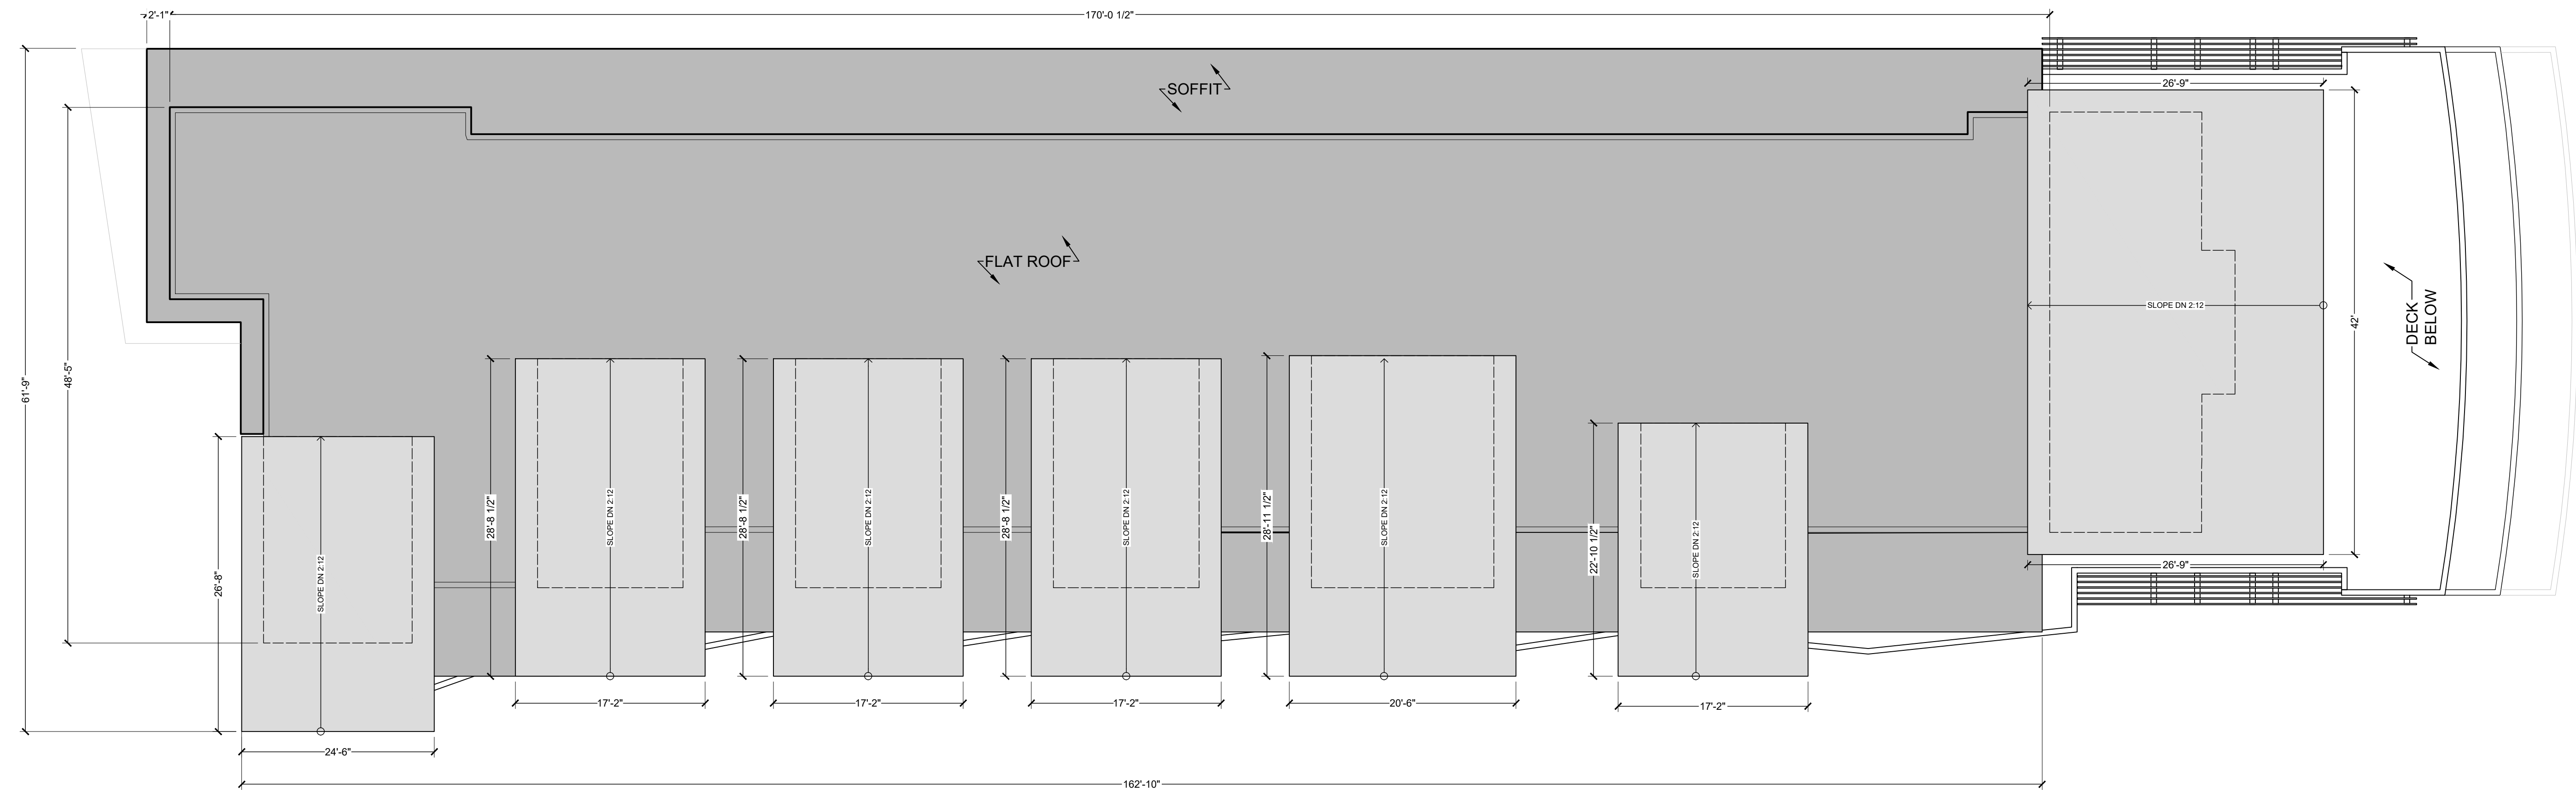 2'-1"
170'-0 1/2"
SOFFIT
26'-9"
FLAT ROOF
SLOPE DN 2:12
42'
DECK
BELOW
61'-9"
48'-5"
28'-8 1/2"
SLOPE DN 2:12
28'-8 1/2"
SLOPE DN 2:12
28'-8 1/2"
SLOPE DN 2:12
28'-11 1/2"
SLOPE DN 2:12
22'-10 1/2"
SLOPE DN 2:12
26'-8"
SLOPE DN 2:12
26'-9"
17'-2"
17'-2"
17'-2"
20'-6"
17'-2"
24'-6"
162'-10"